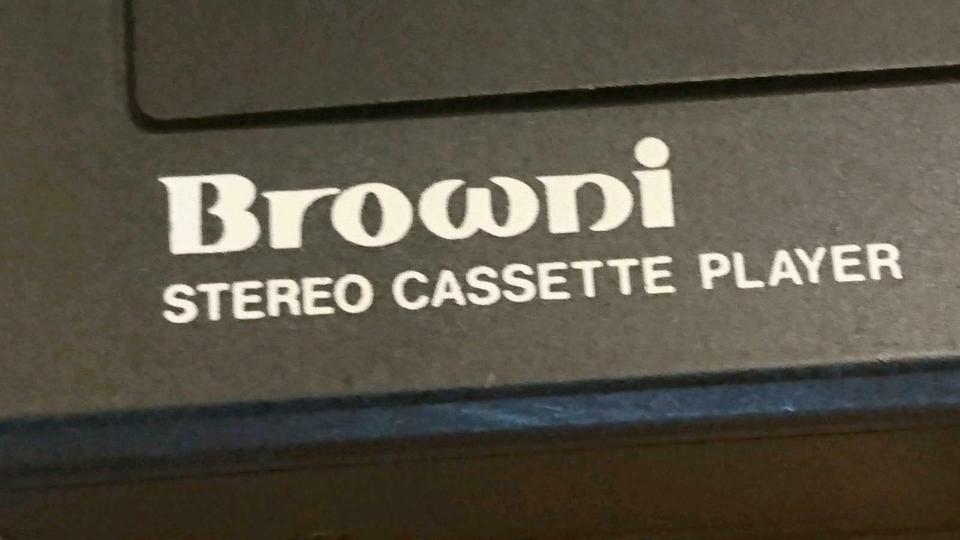 Browni
STEREO CASSETTE PLAYER